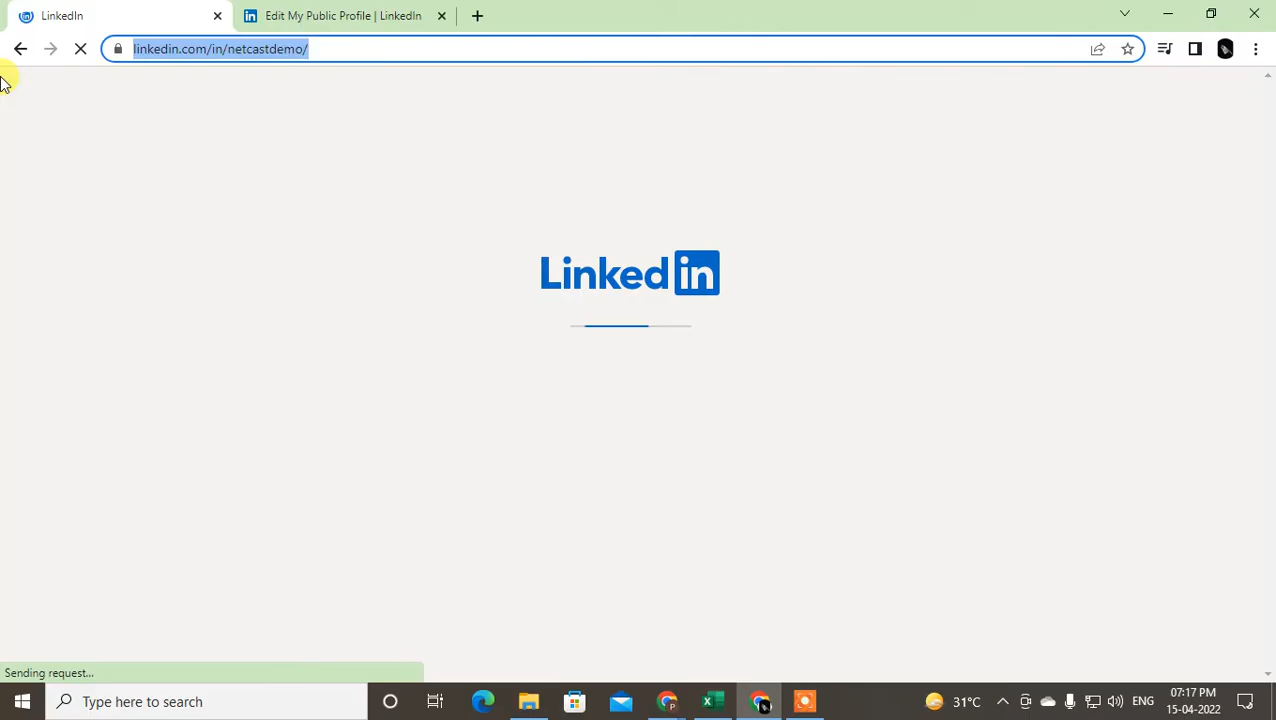 LinkedIn
Edit My Public Profile | LinkedIn
linkedin.com/in/netcastdemo/
Linked in
Sending request...
Type here to search
31°C
ENG
07:17 PM
15-04-2022